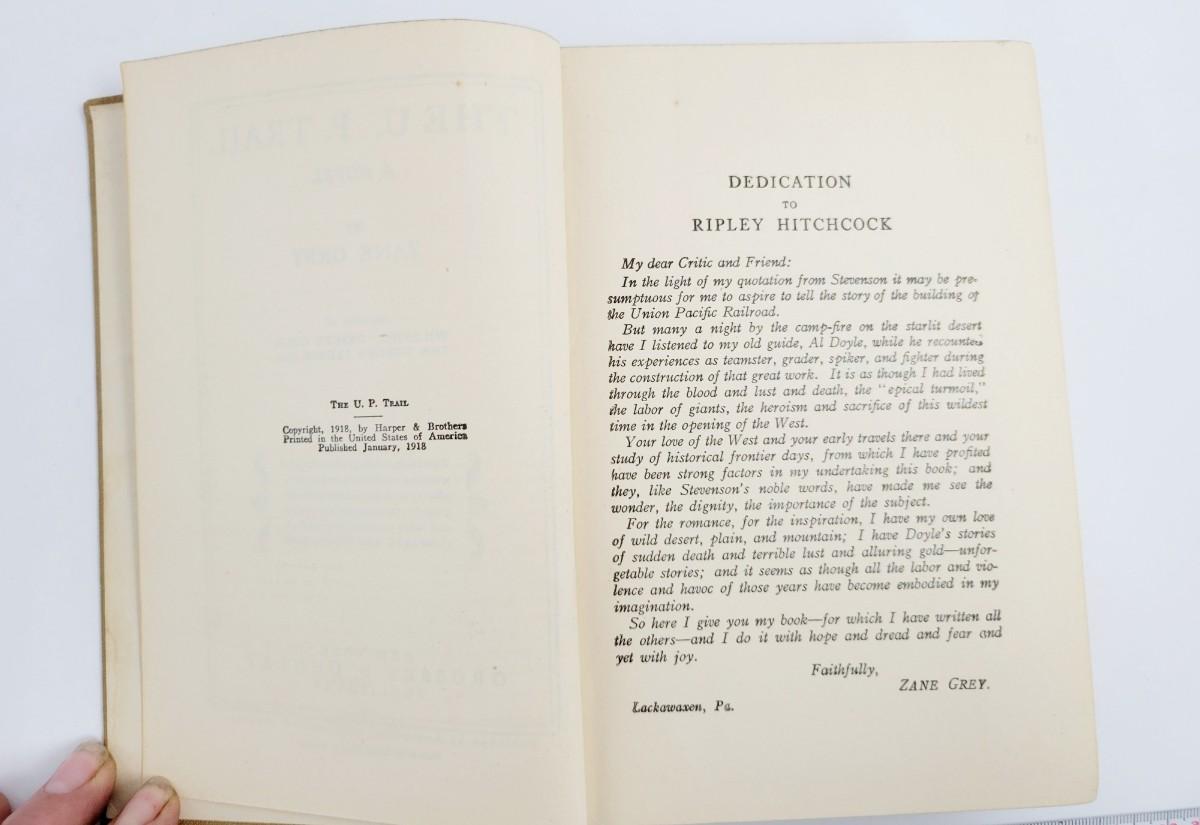 THE U. P. TRAIL
Copyright, 1918, by Harper & Brothers
Printed in the United States of America
Published January, 1918
DEDICATION
TO
RIPLEY HITCHCOCK
My dear Critic and Friend:
In the light of my quotation from Stevenson it may be pre-
sumptuous for me to aspire to tell the story of the building of
the Union Pacific Railroad.
But many a night by the camp-fire on the starlit desert
have I listened to my old guide, Al Doyle, while he recounted
his experiences as teamster, grader, spiker, and fighter during
the construction of that great work. It is as though I had lived
through the blood and lust and death, the "epical turmoil,"
the labor of giants, the heroism and sacrifice of this wildest
time in the opening of the West.
Your love of the West and your early travels there and your
study of historical frontier days, from which I have profited
have been strong factors in my undertaking this book; and
they, like Stevenson's noble words, have made me see the
wonder, the dignity, the importance of the subject.
For the romance, for the inspiration, I have my own love
of wild desert, plain, and mountain; I have Doyle's stories
of sudden death and terrible lust and alluring gold—unfor-
getable stories; and it seems as though all the labor and vio-
lence and havoc of those years have become embodied in my
imagination.
So here I give you my book—for which I have written all
the others—and I do it with hope and dread and fear and
yet with joy.
Faithfully,
ZANE GREY.
Lackawaxen, Pa.